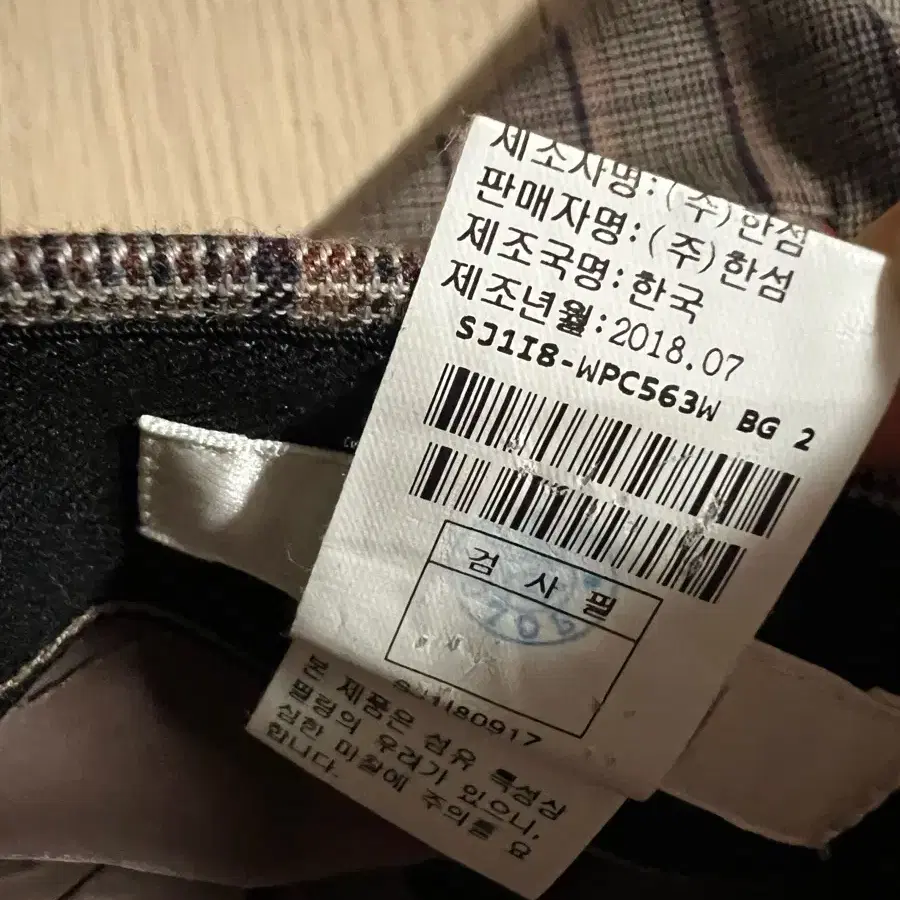 제조자명:(주)한섬
판매자명:(주)한섬
제조국명:한국
제조년월:2018.07
SJ1I8-WPC563W BG 2
검 사 필
SJ1I80917
본 제품은 섬유 특성상
필링의 우려가 있으니,
심한 마찰에 주의를 요
합니다.